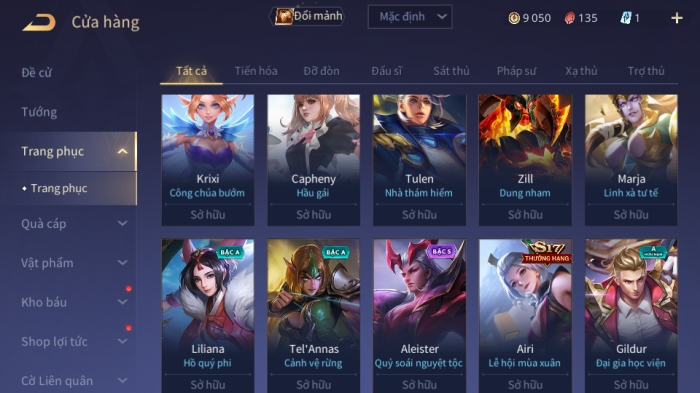 Cửa hàng
Đổi mảnh
Mặc định
9 050
135
1
Đề cử
Tướng
Trang phục
Trang phục
Quà cáp
Vật phẩm
Kho báu
Shop lợi tức
Cờ Liên quân
Tất cả
Tiến hóa
Đỡ đòn
Đấu sĩ
Sát thủ
Pháp sư
Xạ thủ
Trợ thủ
Krixi
Công chúa bướm
Sở hữu
Capheny
Hầu gái
Sở hữu
Tulen
Nhà thám hiểm
Sở hữu
Zill
Dung nham
Sở hữu
Marja
Linh xà tư tế
Sở hữu
BẬC A
Liliana
Hồ quý phi
Sở hữu
BẬC A
Tel'Annas
Cảnh vệ rừng
Sở hữu
BẬC S
Aleister
Quỷ soái nguyệt tộc
Sở hữu
S17
THƯỞNG HẠNG
Airi
Lễ hội mùa xuân
Sở hữu
A
HỮU HẠN
Gildur
Đại gia học viện
Sở hữu